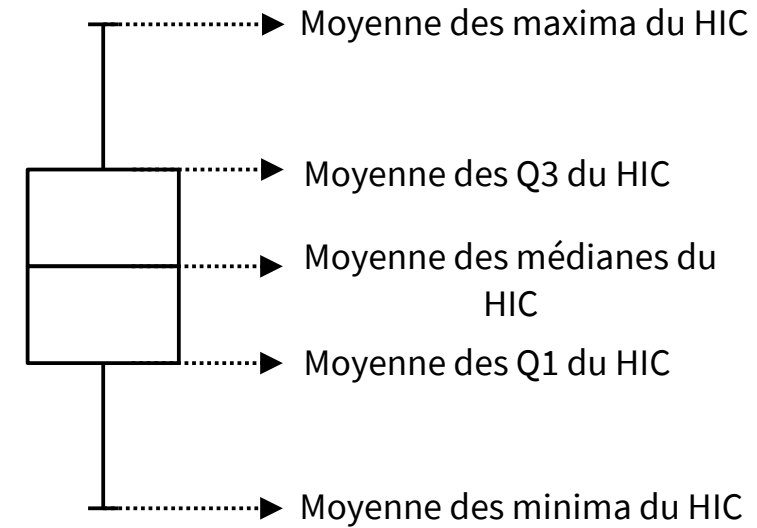 Moyenne des maxima du HIC
Moyenne des Q3 du HIC
Moyenne des médianes du
HIC
Moyenne des Q1 du HIC
Moyenne des minima du HIC